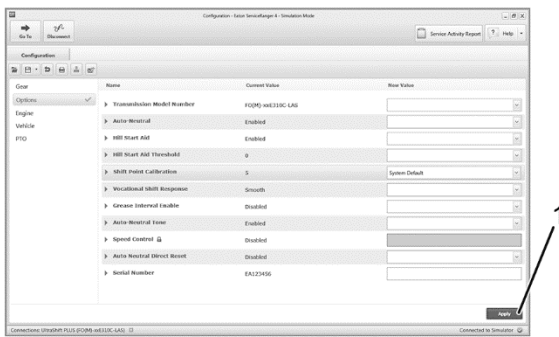 Configuration - Eaton ServiceRanger 4 - Simulation Mode
Go To
Disconnect
Service Activity Report
Help
Configuration
Gear
Options
Engine
Vehicle
PTO
Name Current Value New Value
Transmission Model Number FO(M)-xxE310C-LAS
Auto-Neutral Enabled
Hill Start Aid Enabled
Hill Start Aid Threshold 0
Shift Point Calibration 5 System Default
Vocational Shift Response Smooth
Grease Interval Enable Disabled
Auto-Neutral Tone Enabled
Speed Control Disabled
Auto Neutral Direct Reset Disabled
Serial Number EA123456
Apply
1
Connections: UltraShift PLUS (FO(M)-xxE310C-LAS)
Connected to Simulator